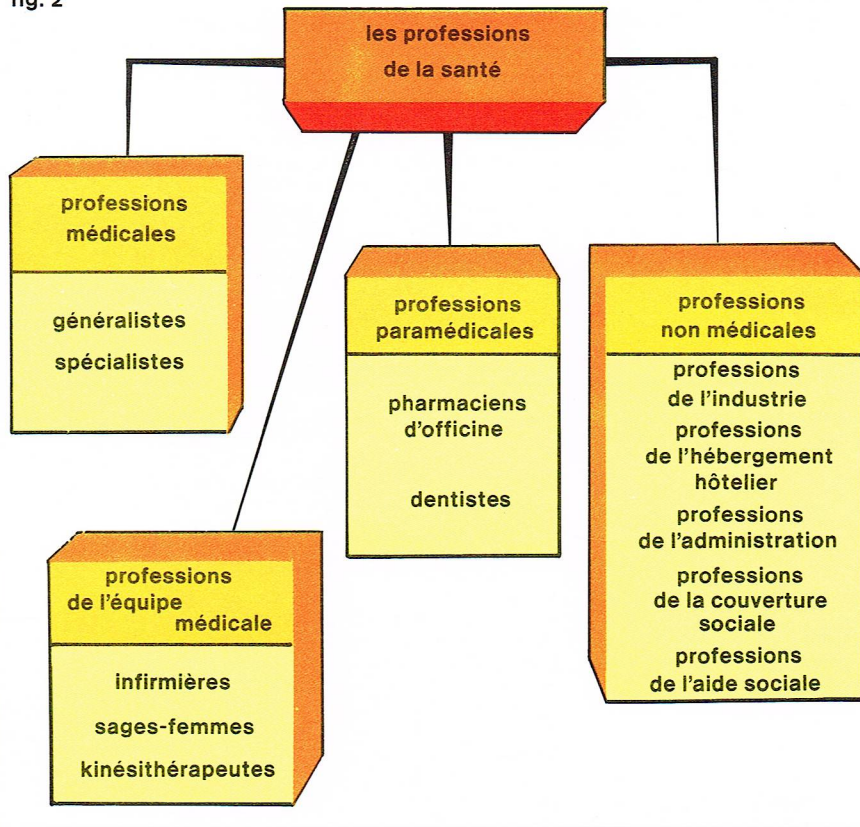 fig. 2
les professions
de la santé
professions
médicales
généralistes
spécialistes
professions
de l'équipe
médicale
infirmières
sages-femmes
kinésithérapeutes
professions
paramédicales
pharmaciens
d'officine
dentistes
professions
non médicales
professions
de l'industrie
professions
de l'hébergement
hôtelier
professions
de l'administration
professions
de la couverture
sociale
professions
de l'aide sociale